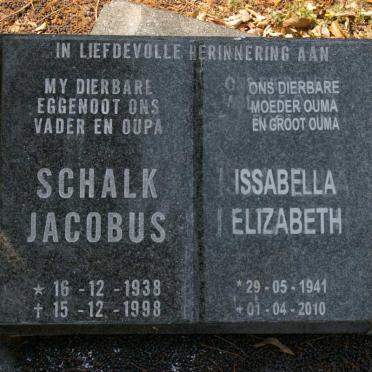 IN LIEFDEVOLLE HERINNERING AAN
MY DIERBARE
EGGENOOT ONS
VADER EN OUPA
SCHALK
JACOBUS
* 16 -12 -1938
† 15 -12 -1998
ONS DIERBARE
MOEDER OUMA
EN GROOT OUMA
ISSABELLA
ELIZABETH
* 29 - 05 - 1941
† 01 - 04 - 2010